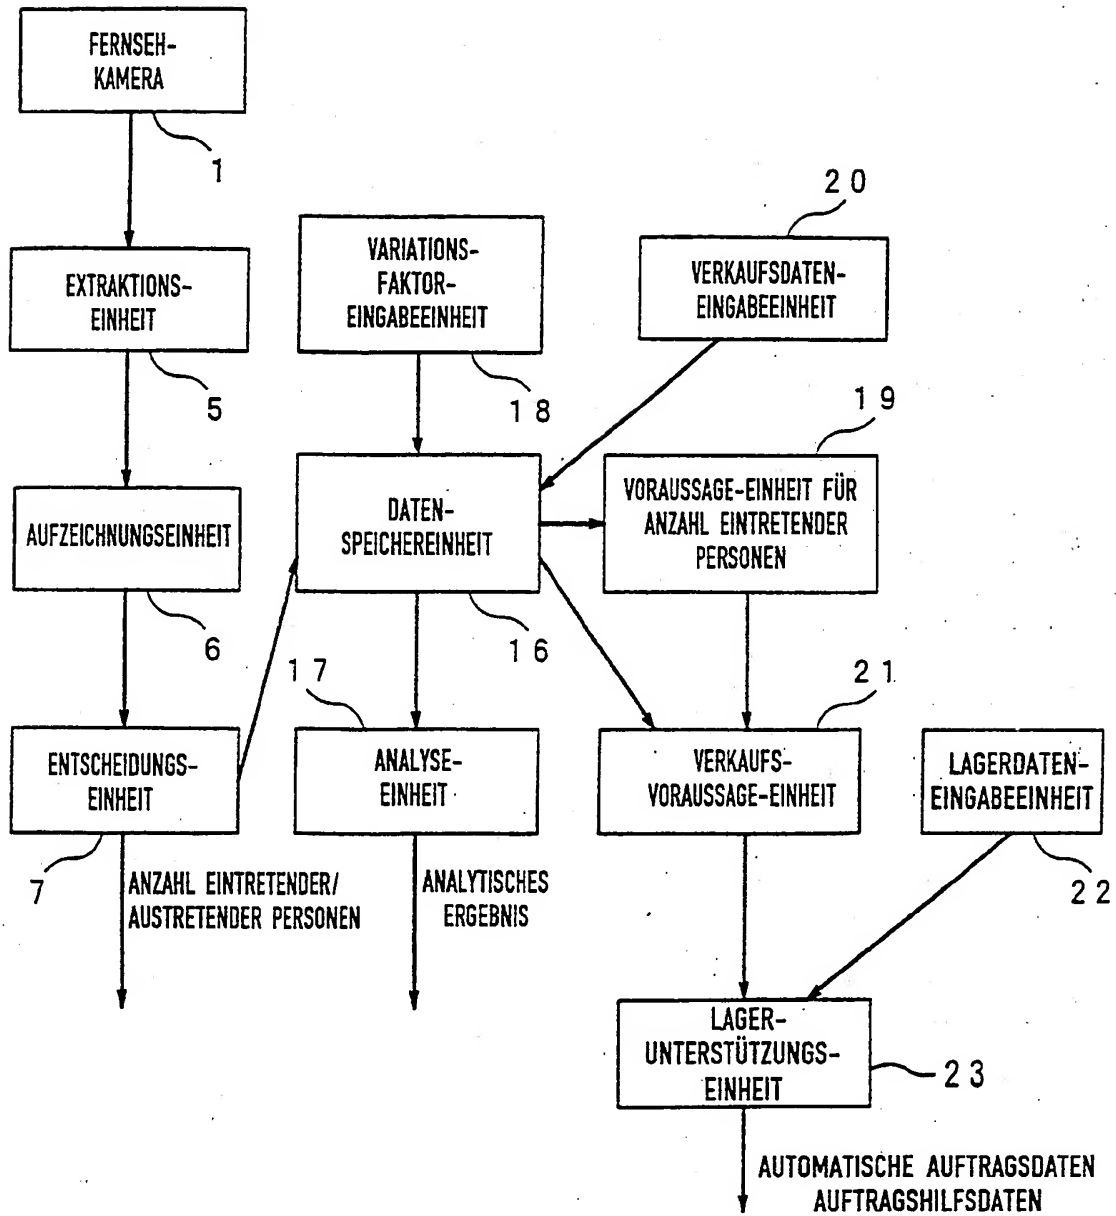 FERNSEH-
KAMERA
1
EXTRAKTIONS-
EINHEIT
5
AUFZEICHNUNGSEINHEIT
6
ENTSCHEIDUNGS-
EINHEIT
7
ANZAHL EINTRETENDER/
AUSTRETENDER PERSONEN
VARIATIONS-
FAKTOR-
EINGABEEINHEIT
18
DATEN-
SPEICHEREINHEIT
16
17
ANALYSE-
EINHEIT
ANALYTISCHES
ERGEBNIS
20
VERKAUFSDATEN-
EINGABEEINHEIT
19
VORAUSSAGE-EINHEIT FÜR
ANZAHL EINTRETENDER
PERSONEN
21
VERKAUFS-
VORAUSSAGE-EINHEIT
LAGERDATEN-
EINGABEEINHEIT
22
LAGER-
UNTERSTÜTZUNGS-
EINHEIT
23
AUTOMATISCHE AUFTRAGSDATEN
AUFTRAGSHILFSDATEN